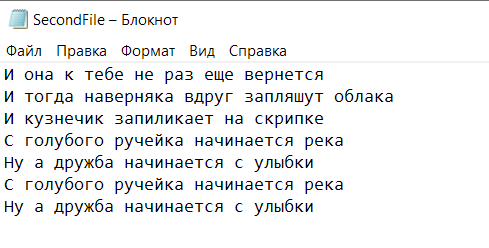 SecondFile – Блокнот
Файл Правка Формат Вид Справка
И она к тебе не раз еще вернется
И тогда наверняка вдруг запляшут облака
И кузнечик запиликает на скрипке
С голубого ручейка начинается река
Ну а дружба начинается с улыбки
С голубого ручейка начинается река
Ну а дружба начинается с улыбки